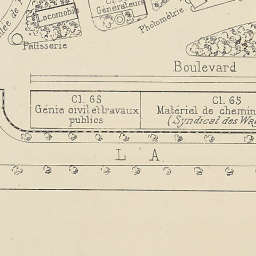 Locomobile
Cl.
Générateurs
Photométrie
Patisserie
Boulevard
Cl. 65
Génie civil et travaux
publics
Cl. 65
Matériel de chemin
(Syndicat des
L A